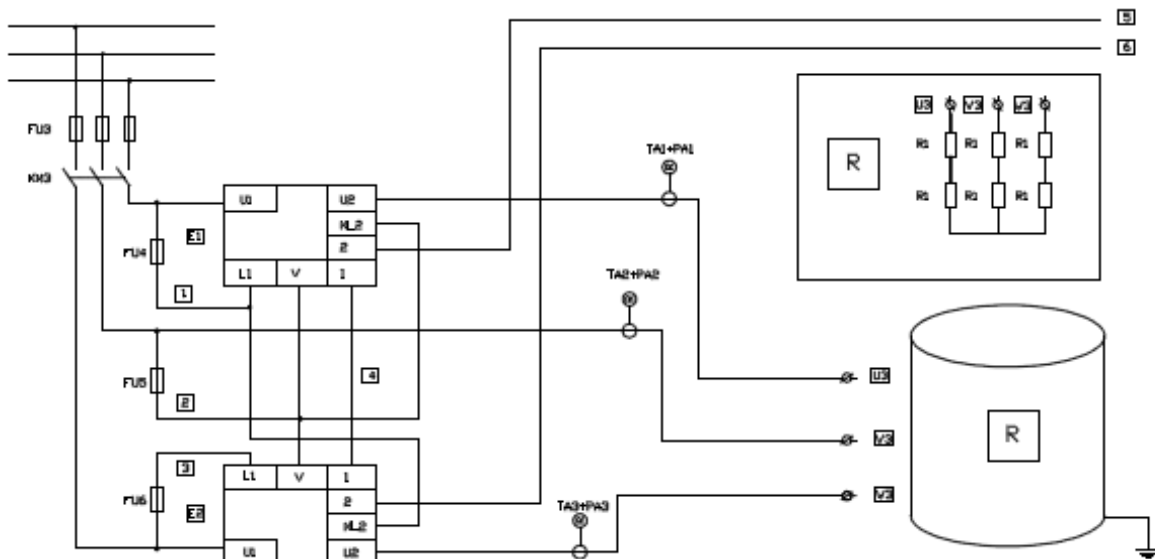 5
6
FU3
TA1+PA1
U3 V3 W3
R1 R1 R1
R
R1 R1 R1
U1 U2
NL2
E1
2
FU4
L1 V 1
1
TA2+PA2
4
FU5
2
U3
R
V3
3
L1 V 1
FU6
2
E2
TA3+PA3
W3
NL2
U1 U2